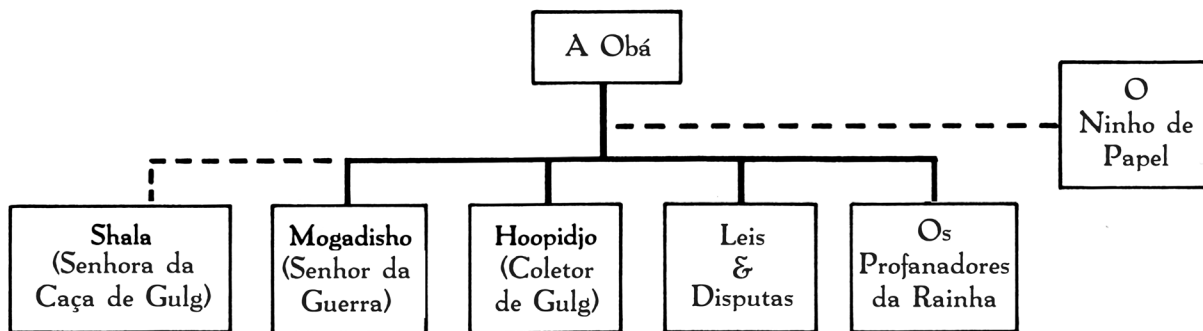 A Obá
O
Ninho de
Papel
Shala
(Senhora da
Caça de Gulg)
Mogadisho
(Senhor da
Guerra)
Hoopidjo
(Coletor
de Gulg)
Leis
&
Disputas
Os
Profanadores
da Rainha